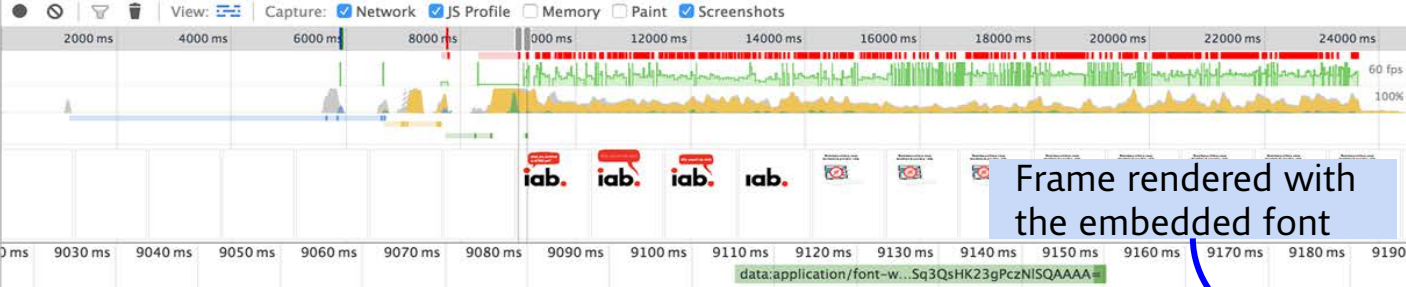 View: Capture: Network JS Profile Memory Paint Screenshots
2000 ms 4000 ms 6000 ms 8000 ms 000 ms 12000 ms 14000 ms 16000 ms 18000 ms 20000 ms 22000 ms 24000 ms
60 fps
100%
iab. iab. iab. iab.
Frame rendered with
the embedded font
0 ms 9030 ms 9040 ms 9050 ms 9060 ms 9070 ms 9080 ms 9090 ms 9100 ms 9110 ms 9120 ms 9130 ms 9140 ms 9150 ms 9160 ms 9170 ms 9180 ms 9190
data:application/font-w…Sq3QsHK23gPczNlSQAAAA=